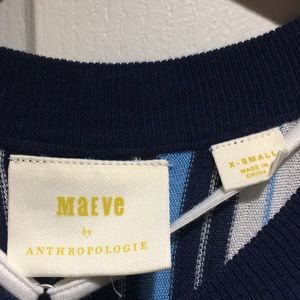 MAEVE
by
ANTHROPOLOGIE
X-SMALL
MADE IN
CHINA